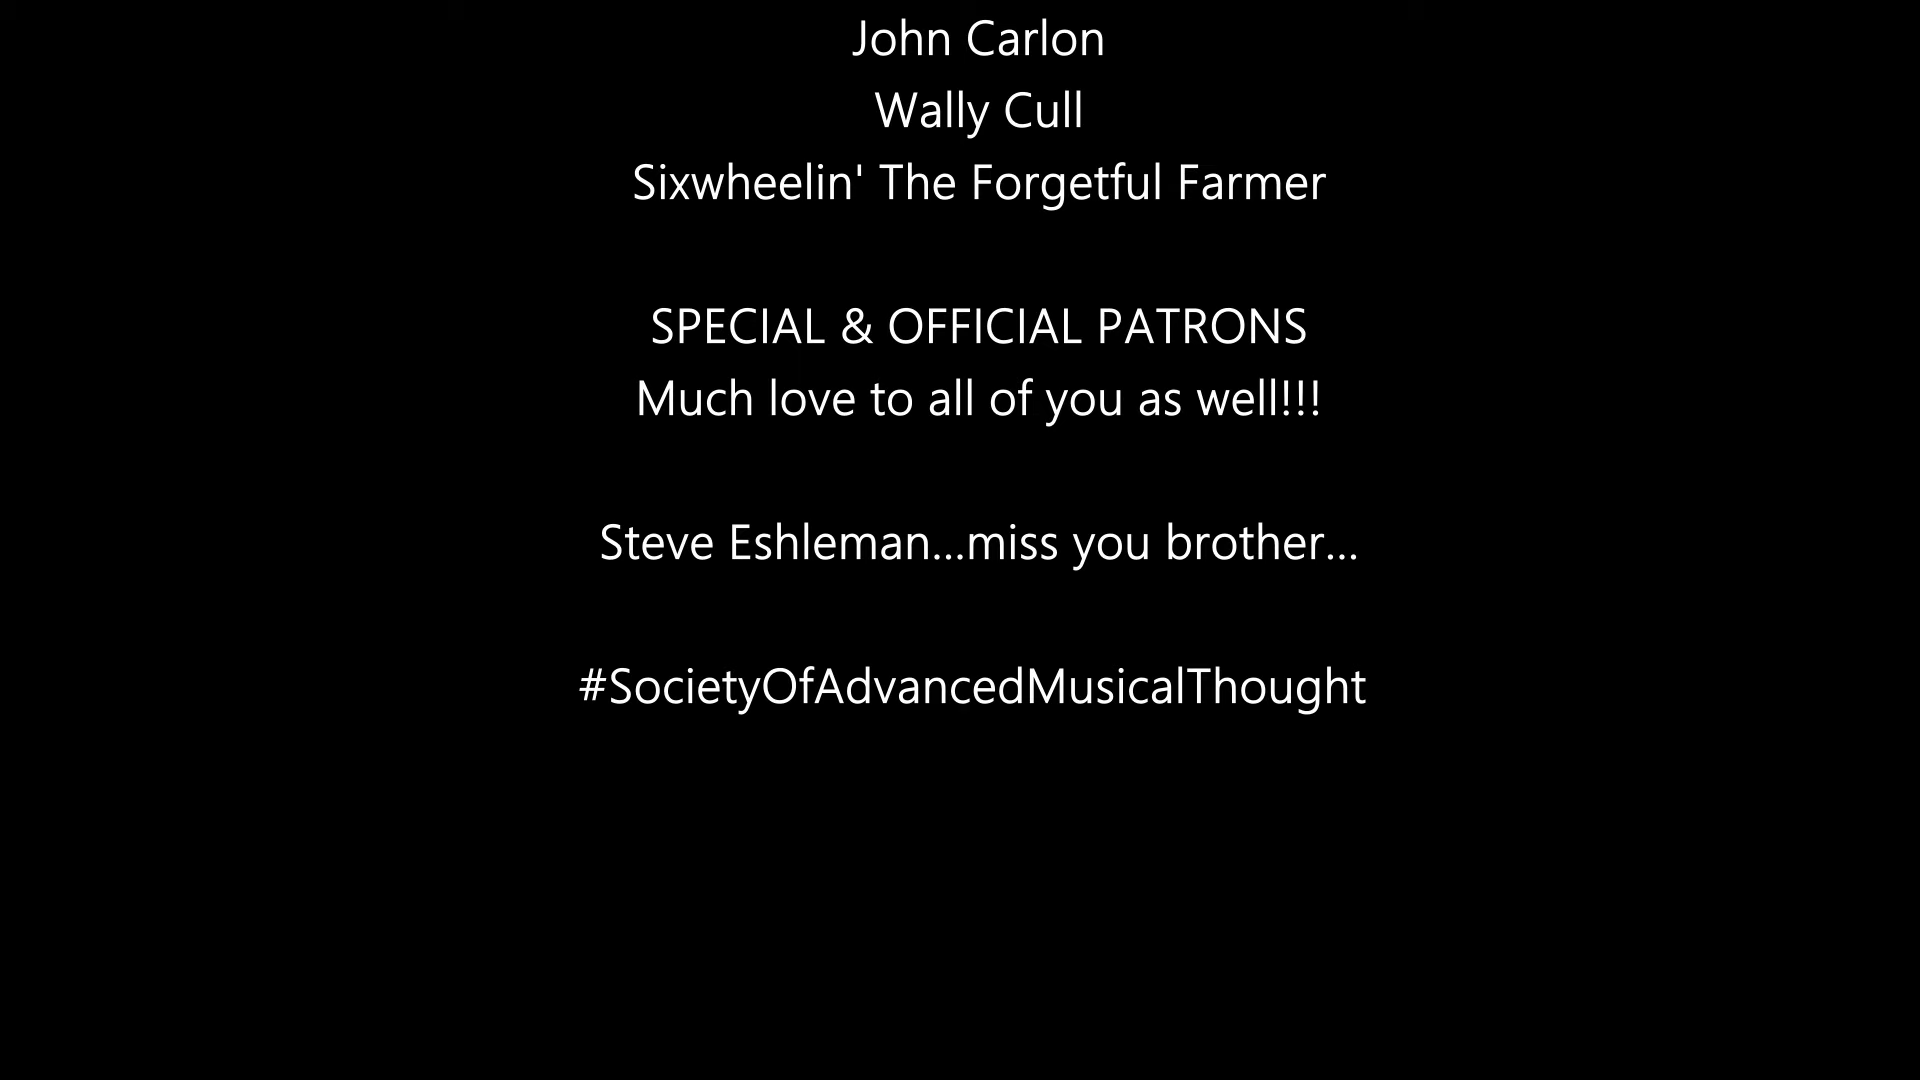 John Carlon
Wally Cull
Sixwheelin' The Forgetful Farmer
SPECIAL & OFFICIAL PATRONS
Much love to all of you as well!!!
Steve Eshleman...miss you brother...
#SocietyOfAdvancedMusicalThought